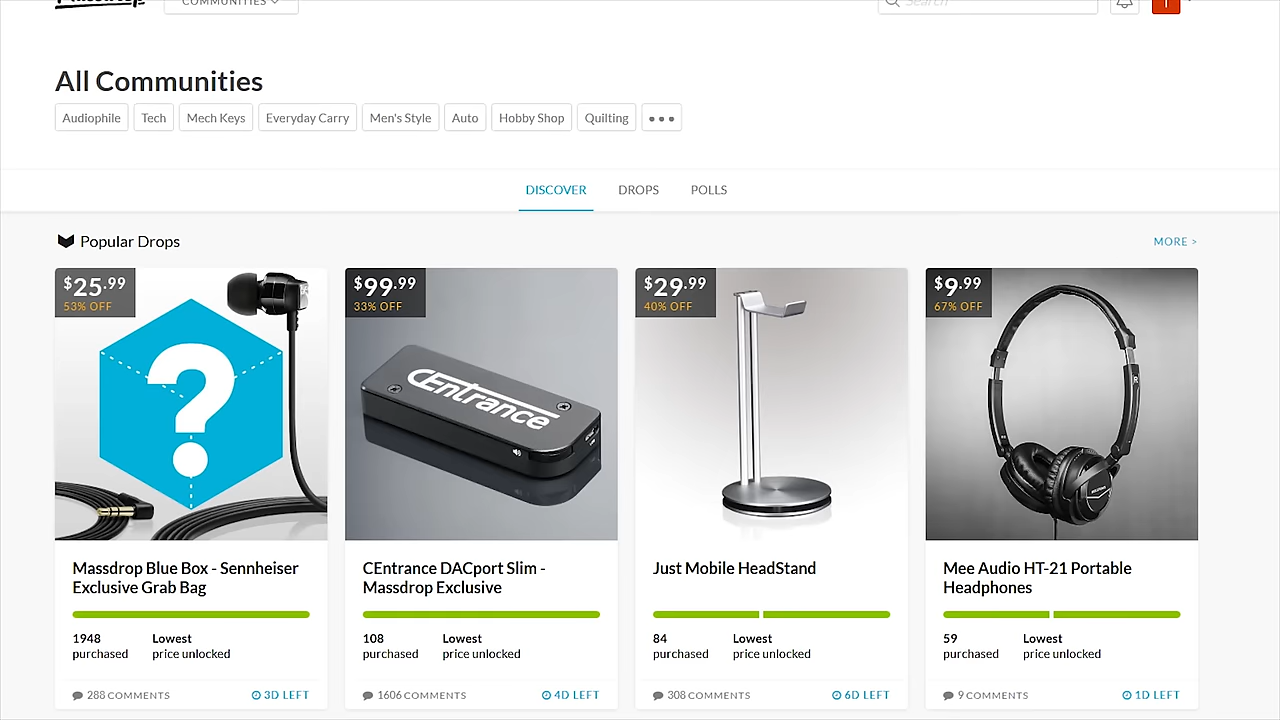 Massdrop
COMMUNITIES
Search
All Communities
Audiophile Tech Mech Keys Everyday Carry Men's Style Auto Hobby Shop Quilting
DISCOVER DROPS POLLS
Popular Drops
MORE >
$25.99
53% OFF
Massdrop Blue Box - Sennheiser
Exclusive Grab Bag
1948 Lowest
purchased price unlocked
288 COMMENTS 3D LEFT
$99.99
33% OFF
CEntrance
CEntrance DACport Slim -
Massdrop Exclusive
108 Lowest
purchased price unlocked
1606 COMMENTS 4D LEFT
$29.99
40% OFF
Just Mobile HeadStand
84 Lowest
purchased price unlocked
308 COMMENTS 6D LEFT
$9.99
67% OFF
Mee Audio HT-21 Portable
Headphones
59 Lowest
purchased price unlocked
9 COMMENTS 1D LEFT